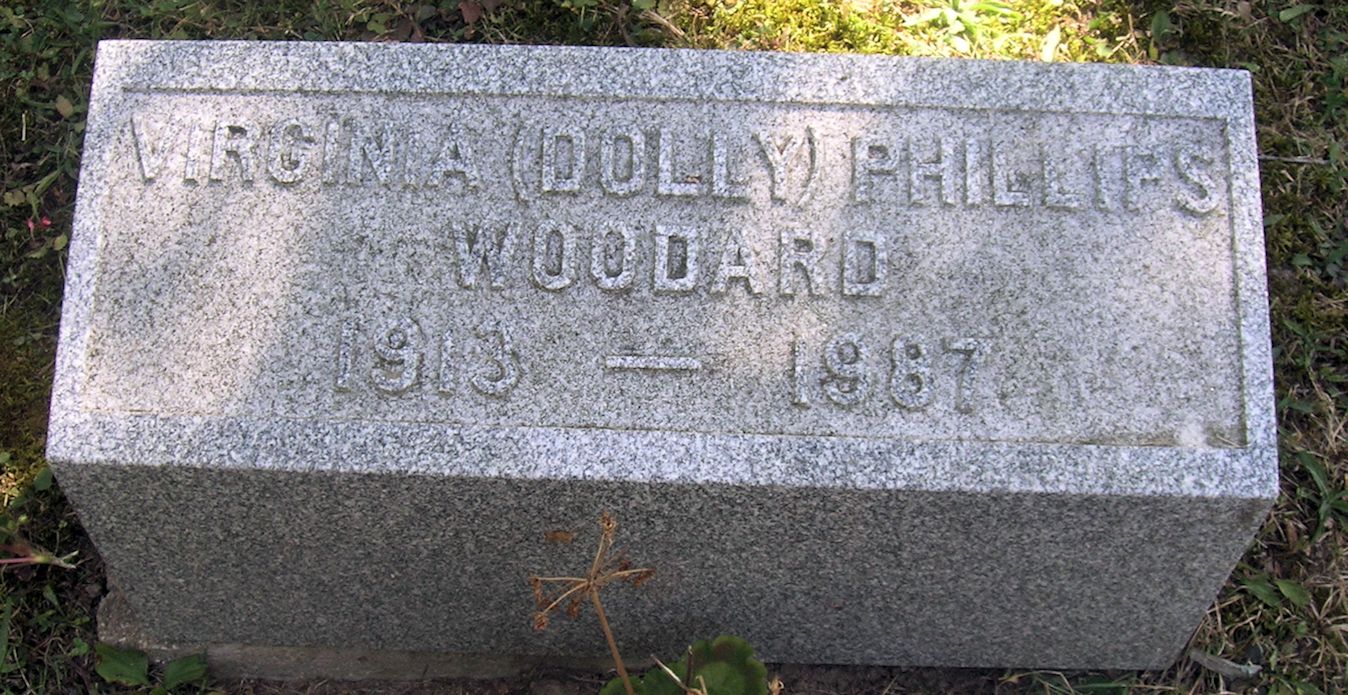 VIRGINIA (DOLLY) PHILLIPS
WOODARD
1913 — 1987